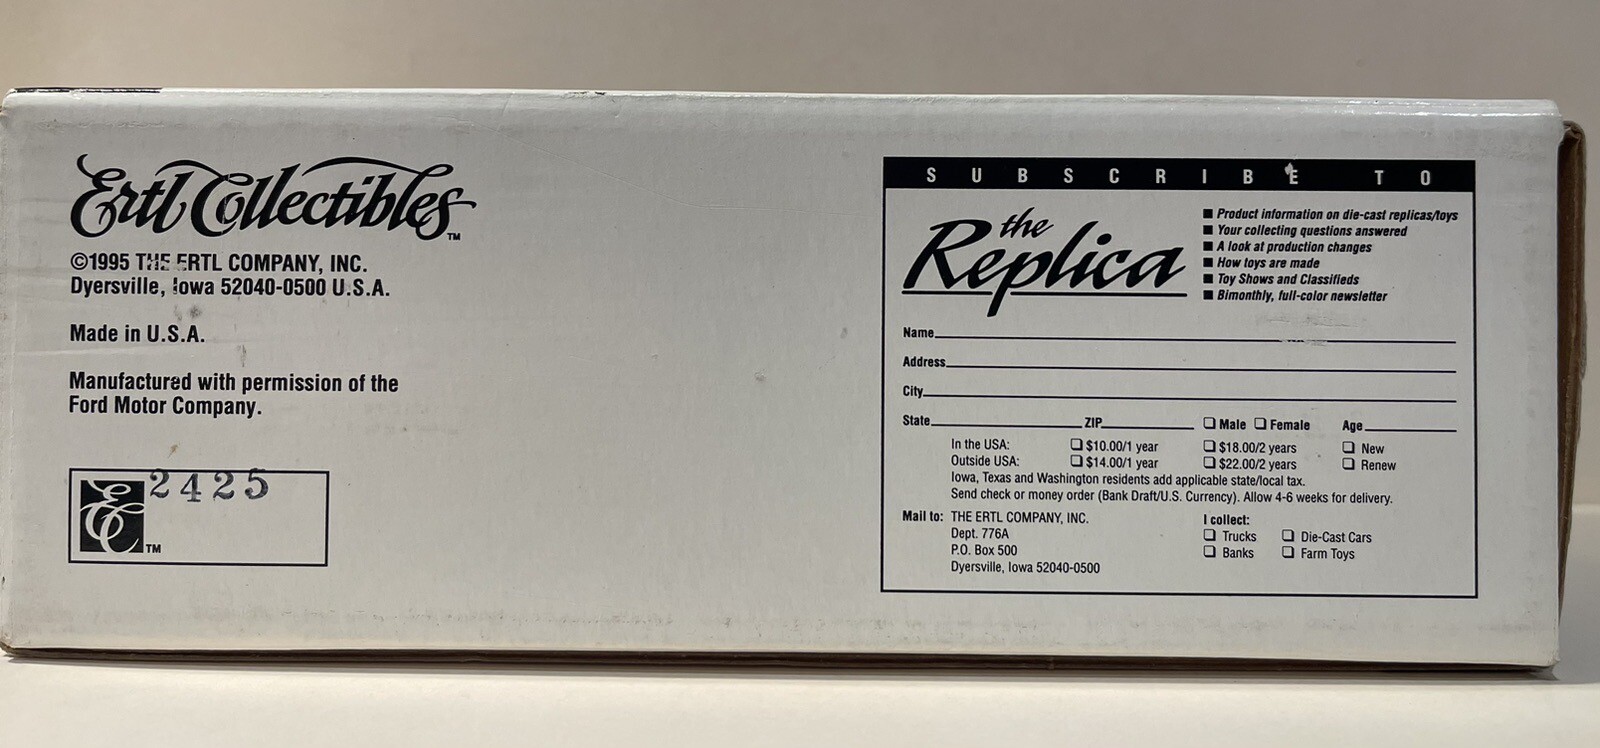 Ertl Collectibles™
©1995 THE ERTL COMPANY, INC.
Dyersville, Iowa 52040-0500 U.S.A.
Made in U.S.A.
Manufactured with permission of the
Ford Motor Company.
2425
EC™
SUBSCRIBE TO
the
Replica
■ Product information on die-cast replicas/toys
■ Your collecting questions answered
■ A look at production changes
■ How toys are made
■ Toy Shows and Classifieds
■ Bimonthly, full-color newsletter
Name
Address
City
State ZIP ❏ Male ❏ Female Age
In the USA: ❏ $10.00/1 year ❏ $18.00/2 years ❏ New
Outside USA: ❏ $14.00/1 year ❏ $22.00/2 years ❏ Renew
Iowa, Texas and Washington residents add applicable state/local tax.
Send check or money order (Bank Draft/U.S. Currency). Allow 4-6 weeks for delivery.
Mail to: THE ERTL COMPANY, INC.
Dept. 776A
P.O. Box 500
Dyersville, Iowa 52040-0500
I collect:
❏ Trucks ❏ Die-Cast Cars
❏ Banks ❏ Farm Toys